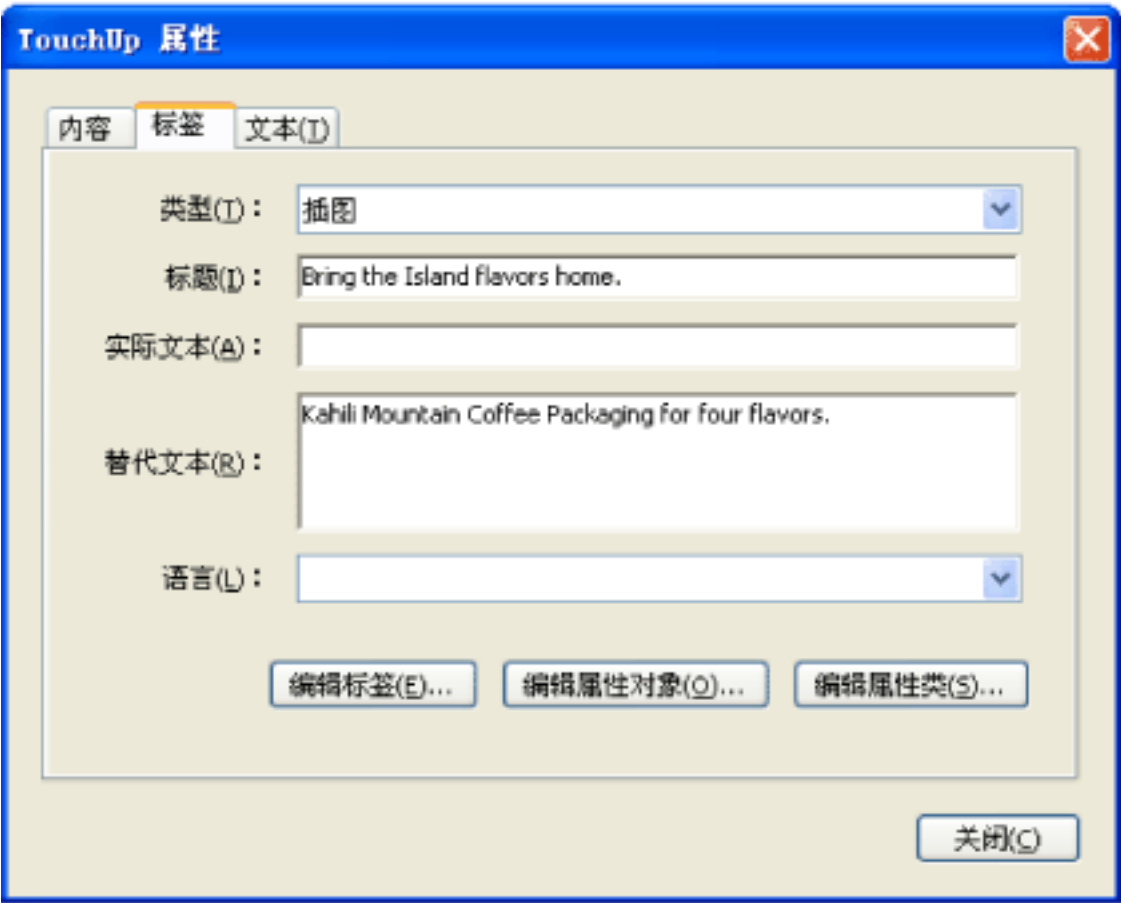 TouchUp 属性
内容 标签 文本(T)
类型(T)： 插图
标题(I)： Bring the Island flavors home.
实际文本(A)：
替代文本(R)： Kahili Mountain Coffee Packaging for four flavors.
语言(L)：
编辑标签(E)... 编辑属性对象(O)... 编辑属性类(S)...
关闭(C)